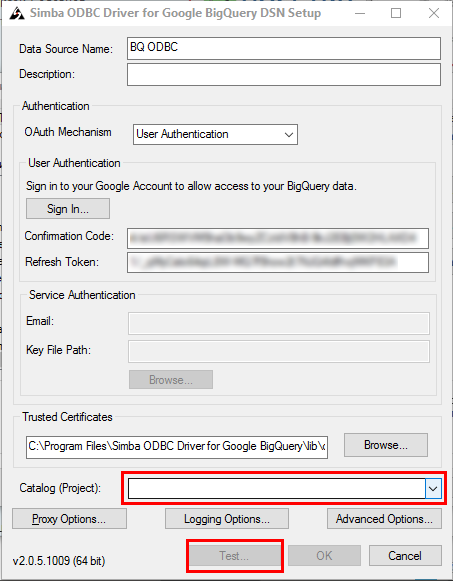 Simba ODBC Driver for Google BigQuery DSN Setup
Data Source Name: BQ ODBC
Description:
Authentication
OAuth Mechanism User Authentication
User Authentication
Sign in to your Google Account to allow access to your BigQuery data.
Sign In...
Confirmation Code:
Refresh Token:
Service Authentication
Email:
Key File Path:
Browse...
Trusted Certificates
C:\Program Files\Simba ODBC Driver for Google BigQuery\lib\ Browse...
Catalog (Project):
Proxy Options... Logging Options... Advanced Options...
v2.0.5.1009 (64 bit) Test... OK Cancel